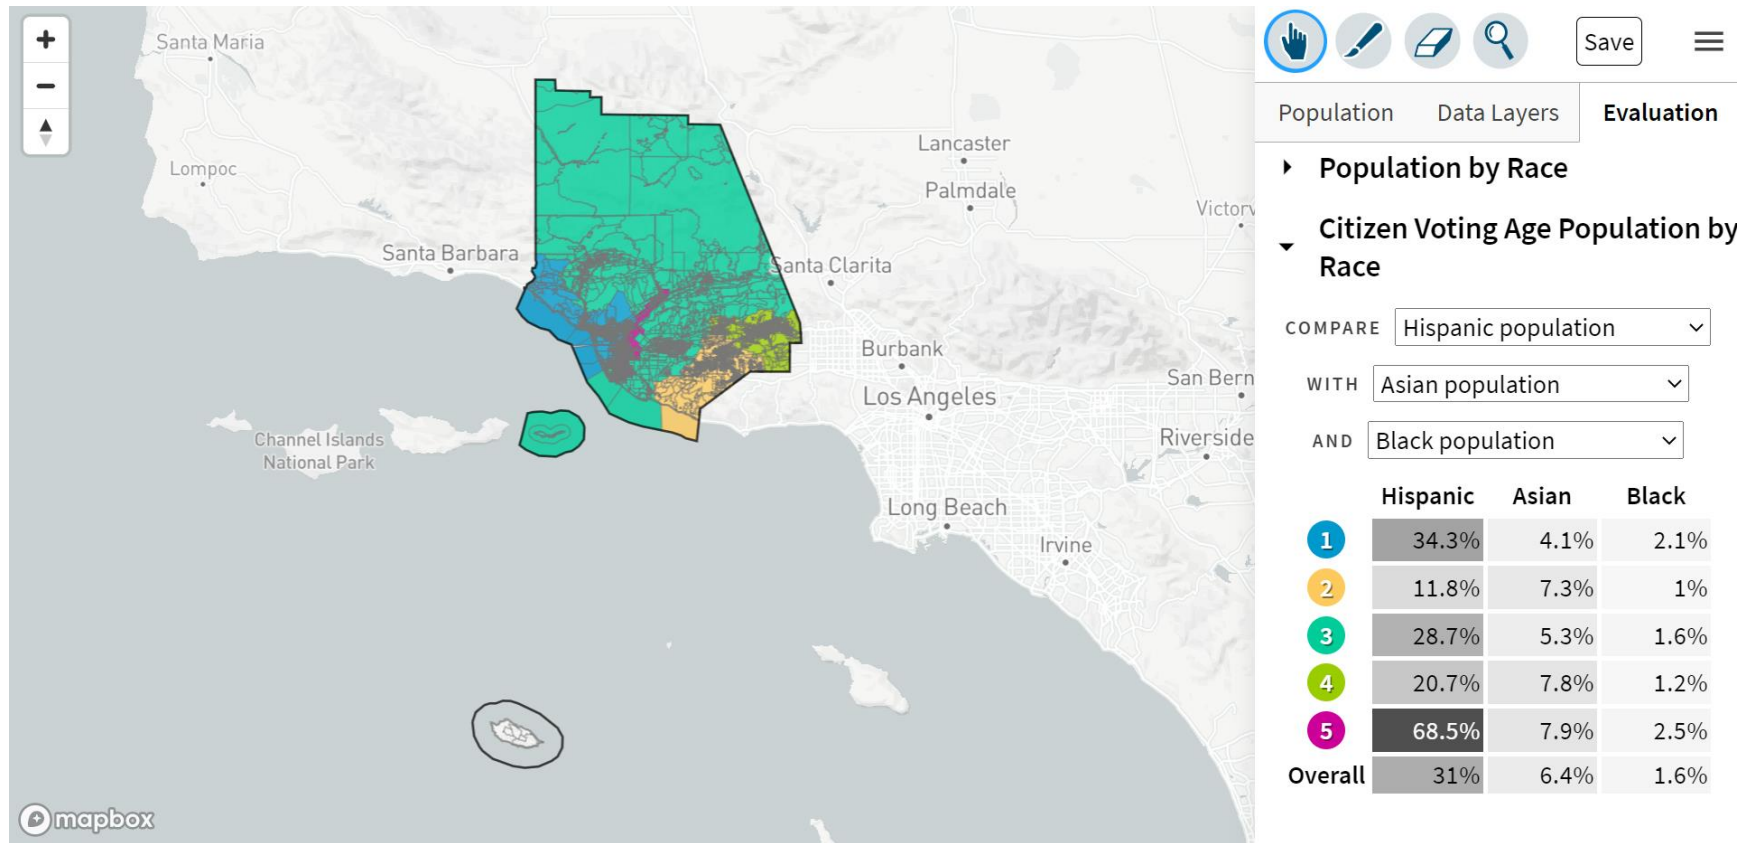 Santa Maria
Lompoc
Santa Barbara
Lancaster
Palmdale
Victorv
Santa Clarita
Burbank
Los Angeles
San Bern
Riverside
Channel Islands
National Park
Long Beach
Irvine
mapbox
Save
Population
Data Layers
Evaluation
Population by Race
Citizen Voting Age Population by
Race
COMPARE Hispanic population
WITH Asian population
AND Black population
Hispanic Asian Black
1 34.3% 4.1% 2.1%
2 11.8% 7.3% 1%
3 28.7% 5.3% 1.6%
4 20.7% 7.8% 1.2%
5 68.5% 7.9% 2.5%
Overall 31% 6.4% 1.6%